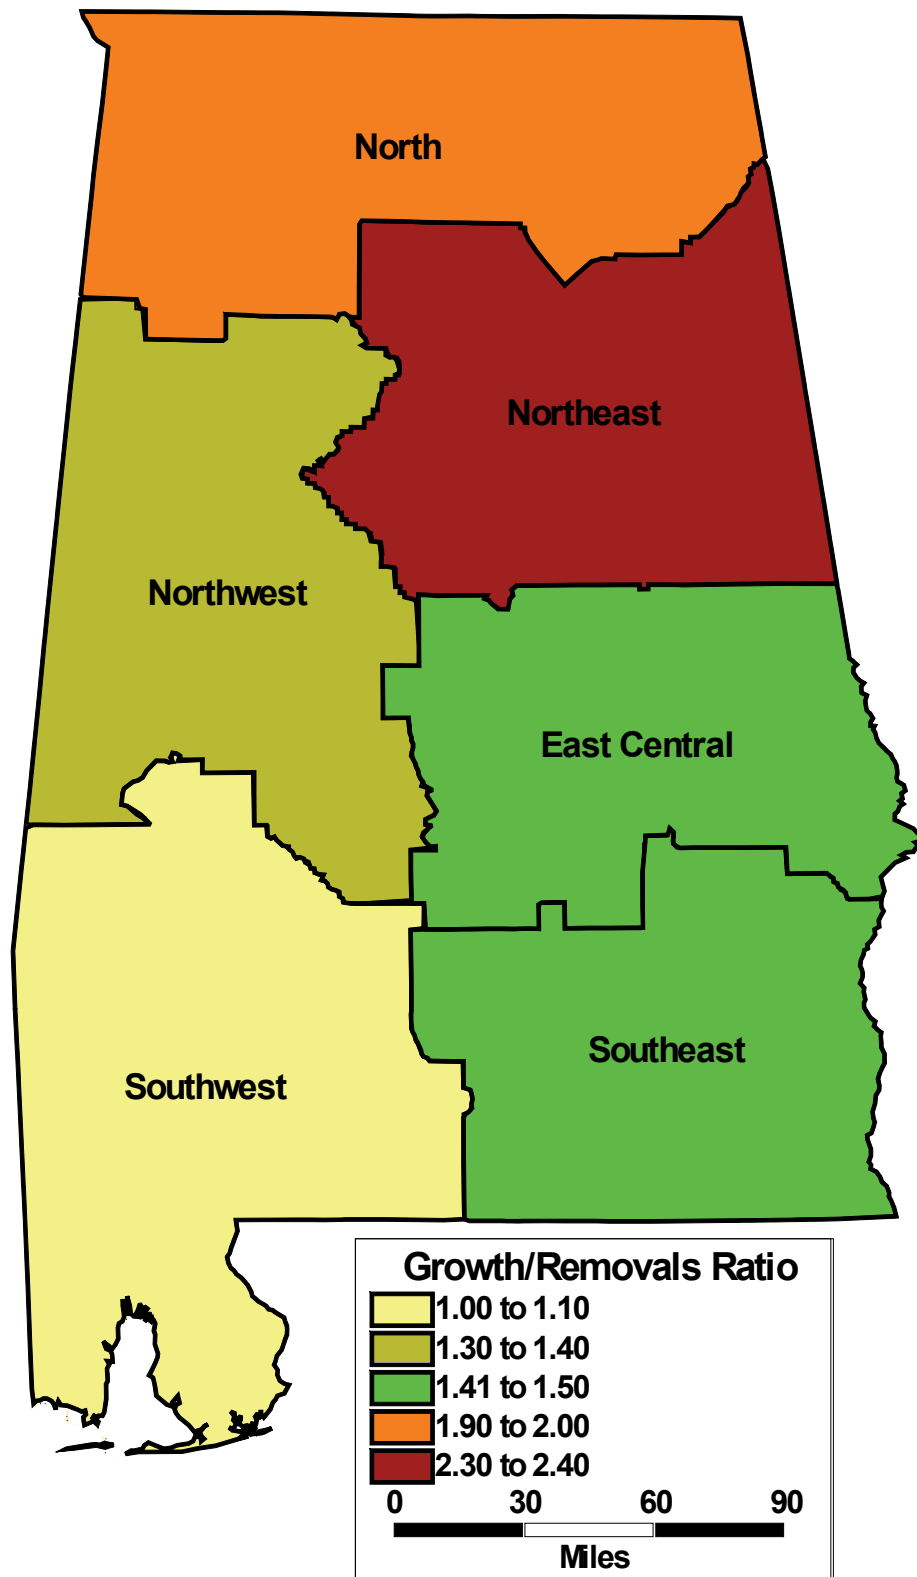 North
Northeast
Northwest
East Central
Southeast
Southwest
Growth/Removals Ratio
1.00 to 1.10
1.30 to 1.40
1.41 to 1.50
1.90 to 2.00
2.30 to 2.40
0 30 60 90
Miles